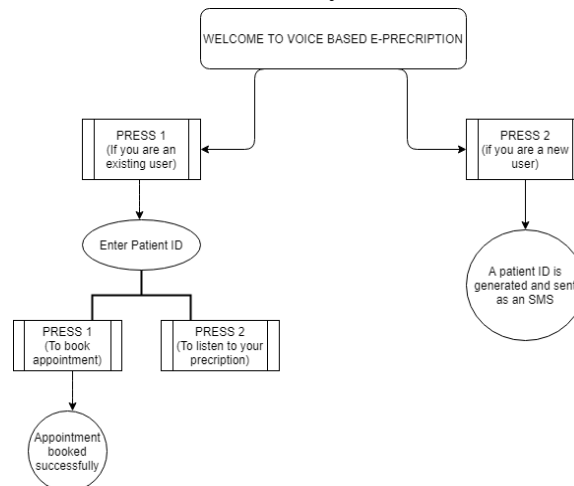 WELCOME TO VOICE BASED E-PRECRIPTION
PRESS 1
(If you are an
existing user)
PRESS 2
(if you are a new
user)
Enter Patient ID
A patient ID is
generated and sent
as an SMS
PRESS 1
(To book
appointment)
PRESS 2
(To listen to your
precription)
Appointment
booked
successfully